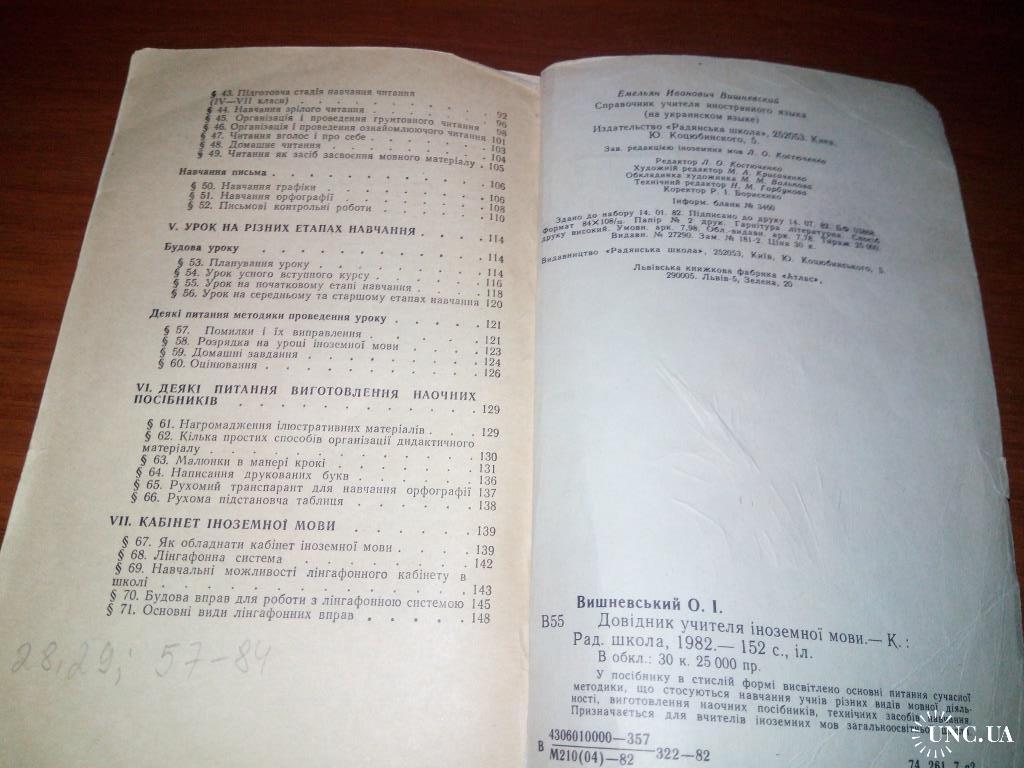 § 43. Підготовча стадія навчання читання
(IV—VII класи) . . . . . . . 92
§ 44. Навчання зрілого читання . . . . . 96
§ 45. Організація і проведення ґрунтовного читання 98
§ 46. Організація і проведення ознайомлюючого читання 101
§ 47. Читання вголос і про себе . . . . . 103
§ 48. Домашнє читання . . . . . . 104
§ 49. Читання як засіб засвоєння мовного матеріалу . 105
Навчання письма . . . . . . . . 106
§ 50. Навчання графіки . . . . . . 106
§ 51. Навчання орфографії . . . . . . 108
§ 52. Письмові контрольні роботи . . . . . 110
V. УРОК НА РІЗНИХ ЕТАПАХ НАВЧАННЯ . . . 114
Будова уроку . . . . . . . . 114
§ 53. Планування уроку . . . . . . 114
§ 54. Урок усного вступного курсу . . . . 116
§ 55. Урок на початковому етапі навчання . . . 118
§ 56. Урок на середньому та старшому етапах навчання 120
Деякі питання методики проведення уроку . . . . 121
§ 57. Помилки і їх виправлення . . . . . 121
§ 58. Розрядка на уроці іноземної мови . . . 123
§ 59. Домашні завдання . . . . . . 124
§ 60. Оцінювання . . . . . . . 126
VI. ДЕЯКІ ПИТАННЯ ВИГОТОВЛЕННЯ НАОЧНИХ
ПОСІБНИКІВ . . . . . . . . 129
§ 61. Нагромадження ілюстративних матеріалів . . 129
§ 62. Кілька простих способів організації дидактичного
матеріалу . . . . . . . . 130
§ 63. Малюнки в манері крокі . . . . . 131
§ 64. Написання друкованих букв . . . . 136
§ 65. Рухомий транспарант для навчання орфографії 137
§ 66. Рухома підстановча таблиця . . . . 138
VII. КАБІНЕТ ІНОЗЕМНОЇ МОВИ . . . . . 139
§ 67. Як обладнати кабінет іноземної мови . . . 139
§ 68. Лінгафонна система . . . . . . 142
§ 69. Навчальні можливості лінгафонного кабінету в
школі . . . . . . . . . 143
§ 70. Будова вправ для роботи з лінгафонною системою 145
§ 71. Основні види лінгафонних вправ . . . . 148
28, 29; 57—84
Емельян Иванович Вишневский
Справочник учителя иностранного языка
(на украинском языке)
Издательство «Радянська школа», 252053, Киев,
Ю. Коцюбинского, 5.
Зав. редакцією іноземних мов Л. О. Костюченко
Редактор Л. О. Костюченко
Художній редактор М. А.
Обкладинка художника М. М. Волькова
Технічний редактор Н. М. Горбркова
Коректор Р. І. Борисенко
Інформ. бланк № 3466
Здано до набору 14. 01. 82. Підписано до друку 14. 07. 82. БФ
формат 84×108/ Папір № 2 друк. Гарнітура літературна. Спосіб
друку високий. Умовн. арк. 7,98. Обл.-видавн. арк. 7,78. Тираж 25 000.
Видавн. № 27290. Зам. № 181-2. Ціна 30 к.
Видавництво «Радянська школа», 252053, Київ, Ю. Коцюбинського, 5.
Львівська книжкова фабрика «Атлас»,
290005. Львів-5, Зелена, 20
Вишневський О. І.
В55 Довідник учителя іноземної мови.— К. :
Рад. школа, 1982.— 152 с., іл.
В обкл.: 30 к. 25 000 пр.
У посібнику в стислій формі висвітлено основні питання сучасної
методики, що стосуються навчання учнів різних видів мовної діяль-
ності, виготовлення наочних посібників, технічних засобів навчання
Призначається для вчителів іноземних мов
В 4306010000—357
М210(04)—82 322—82
74.261.7
UNC.UA